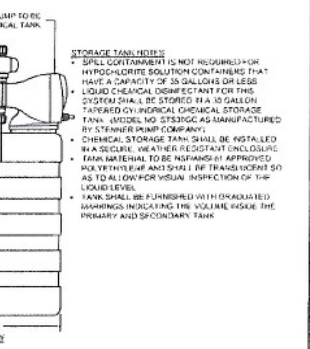 UMP TO BE
ICAL TANK
STORAGE TANK NOTES
• SPILL CONTAINMENT IS NOT REQUIRED FOR
HYPOCHLORITE SOLUTION CONTAINERS THAT
HAVE A CAPACITY OF 35 GALLONS OR LESS
• LIQUID CHEMICAL DISINFECTANT FOR THIS
SYSTEM SHALL BE STORED IN A 30 GALLON
TAPERED CYLINDRICAL CHEMICAL STORAGE
TANK (MODEL NO. AS MANUFACTURED
BY STENNER PUMP COMPANY)
• CHEMICAL STORAGE TANK SHALL BE INSTALLED
IN A SECURE, WEATHER RESISTANT ENCLOSURE
• TANK MATERIAL TO BE NSF/ANSI-61 APPROVED
POLYETHYLENE AND SHALL BE TRANSLUCENT SO
AS TO ALLOW FOR VISUAL INSPECTION OF THE
LIQUID LEVEL
• TANK SHALL BE FURNISHED WITH GRADUATED
MARKINGS INDICATING THE VOLUME INSIDE THE
PRIMARY AND SECONDARY TANK